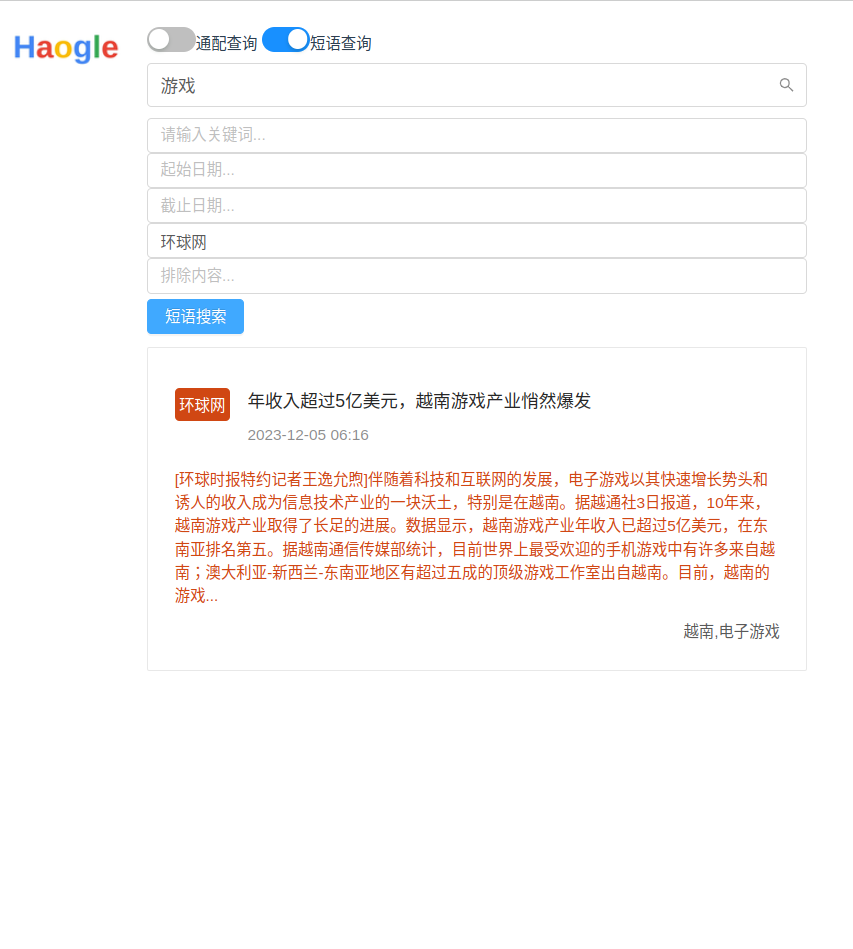 Haogle
通配查询 短语查询
游戏
请输入关键词...
起始日期...
截止日期...
环球网
排除内容...
短语搜索
环球网
年收入超过5亿美元，越南游戏产业悄然爆发
2023-12-05 06:16
[环球时报特约记者王逸允煦]伴随着科技和互联网的发展，电子游戏以其快速增长势头和
诱人的收入成为信息技术产业的一块沃土，特别是在越南。据越通社3日报道，10年来，
越南游戏产业取得了长足的进展。数据显示，越南游戏产业年收入已超过5亿美元，在东
南亚排名第五。据越南通信传媒部统计，目前世界上最受欢迎的手机游戏中有许多来自越
南；澳大利亚-新西兰-东南亚地区有超过五成的顶级游戏工作室出自越南。目前，越南的
游戏...
越南,电子游戏